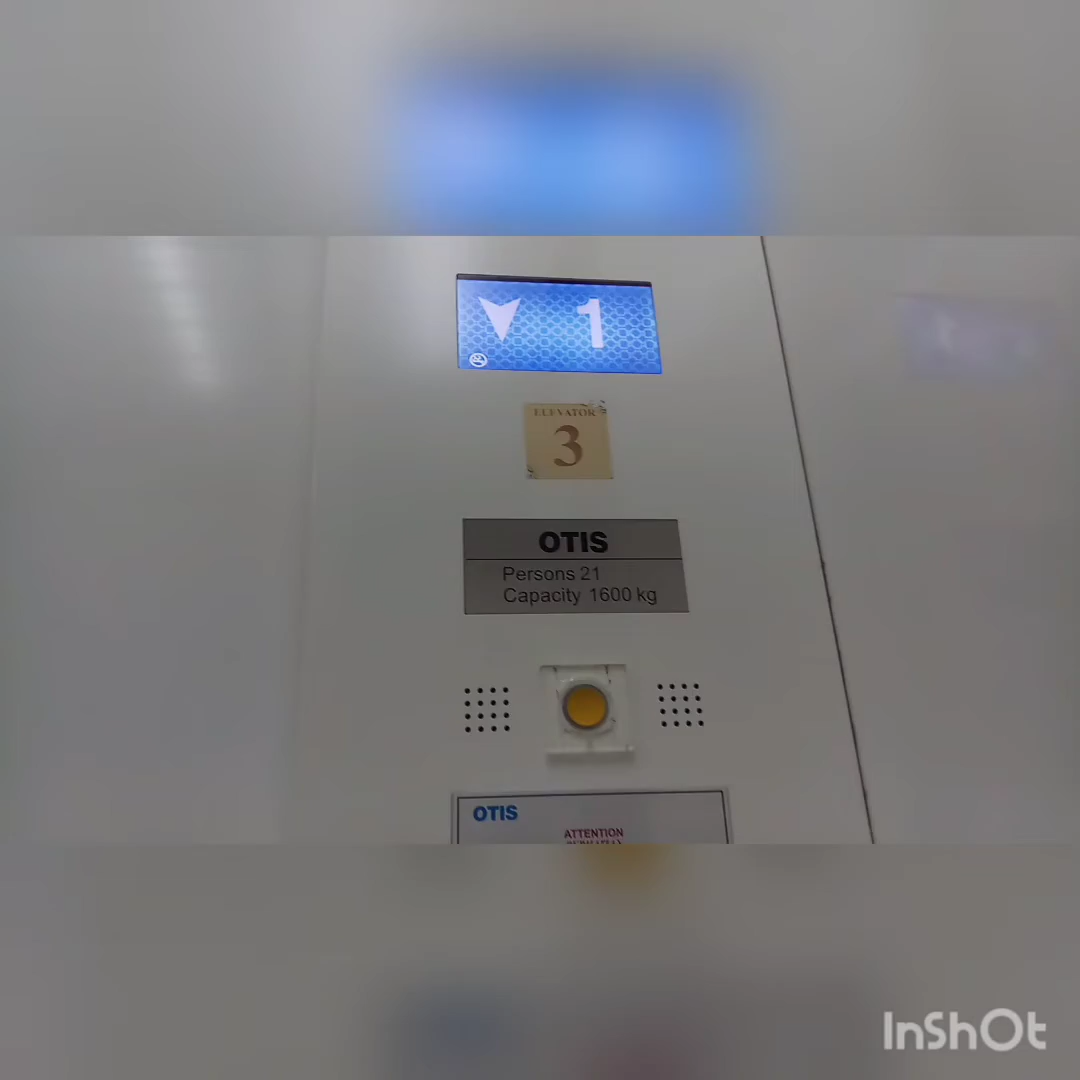 1
ELEVATOR
3
OTIS
Persons 21
Capacity 1600 kg
OTIS
ATTENTION
InShOt